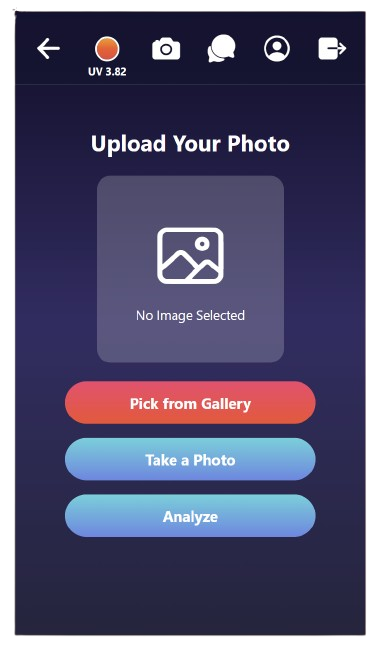 UV 3.82
Upload Your Photo
No Image Selected
Pick from Gallery
Take a Photo
Analyze